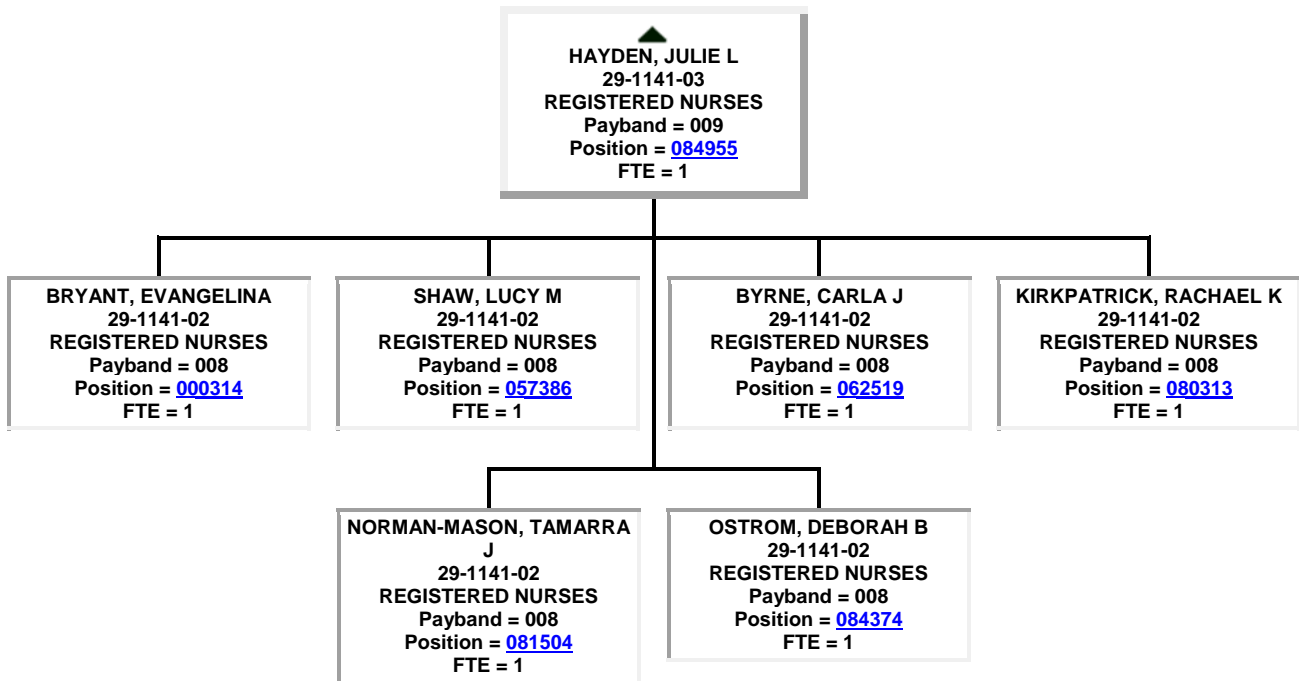 HAYDEN, JULIE L
29-1141-03
REGISTERED NURSES
Payband = 009
Position = 084955
FTE = 1
BRYANT, EVANGELINA
29-1141-02
REGISTERED NURSES
Payband = 008
Position = 000314
FTE = 1
SHAW, LUCY M
29-1141-02
REGISTERED NURSES
Payband = 008
Position = 057386
FTE = 1
BYRNE, CARLA J
29-1141-02
REGISTERED NURSES
Payband = 008
Position = 062519
FTE = 1
KIRKPATRICK, RACHAEL K
29-1141-02
REGISTERED NURSES
Payband = 008
Position = 080313
FTE = 1
NORMAN-MASON, TAMARRA
J
29-1141-02
REGISTERED NURSES
Payband = 008
Position = 081504
FTE = 1
OSTROM, DEBORAH B
29-1141-02
REGISTERED NURSES
Payband = 008
Position = 084374
FTE = 1